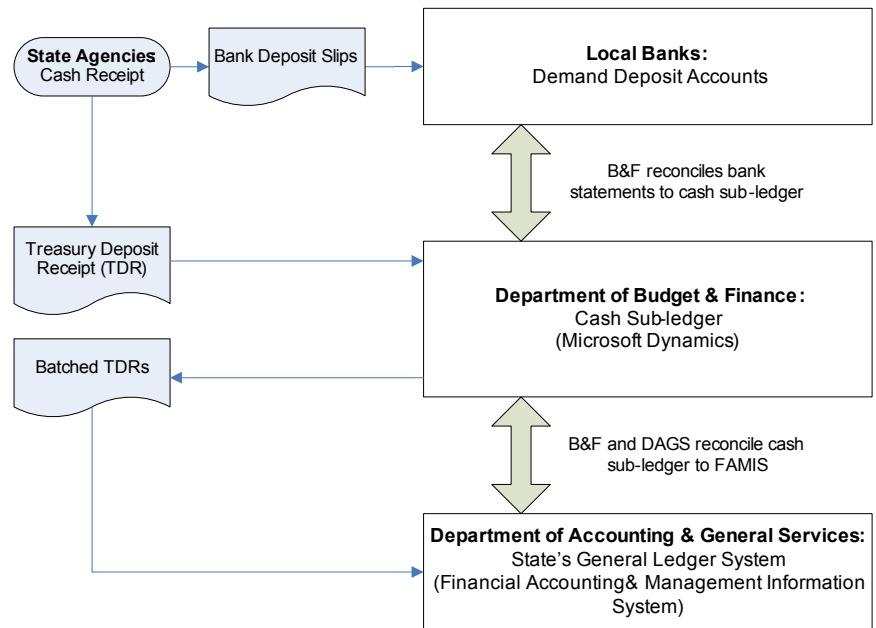 State Agencies:
Cash Receipt
Bank Deposit Slips
Local Banks:
Demand Deposit Accounts
B&F reconciles bank
statements to cash sub-ledger
Treasury Deposit
Receipt (TDR)
Department of Budget & Finance:
Cash Sub-ledger
(Microsoft Dynamics)
Batched TDRs
B&F and DAGS reconcile cash
sub-ledger to FAMIS
Department of Accounting & General Services:
State's General Ledger System
(Financial Accounting& Management Information
System)